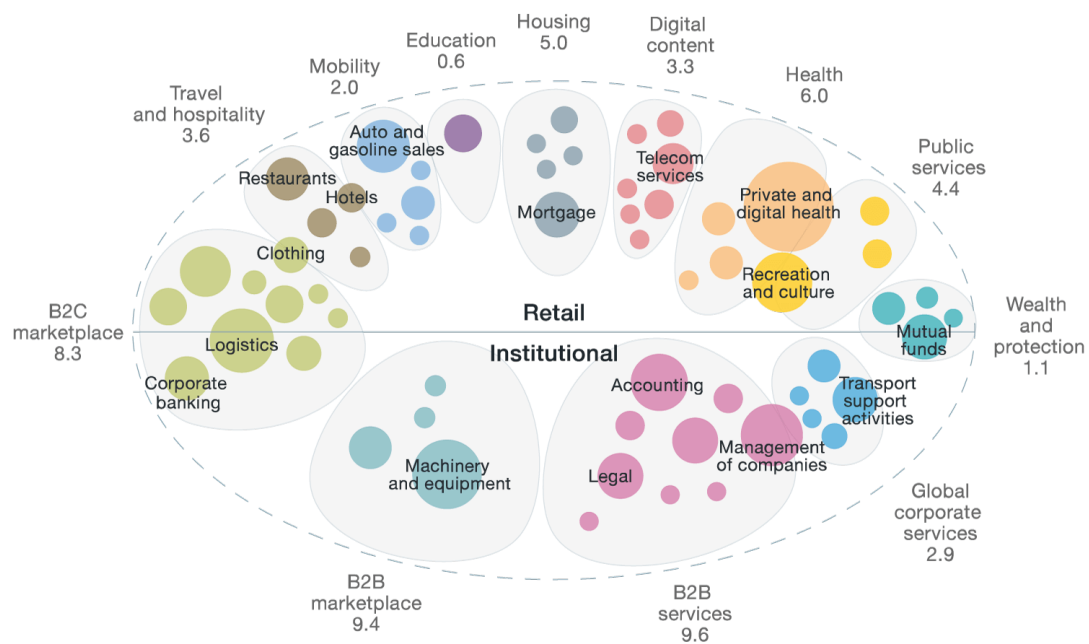 Housing
5.0
Digital
content
3.3
Education
0.6
Mobility
2.0
Health
6.0
Travel
and hospitality
3.6
Public
services
4.4
Auto and
gasoline sales
Telecom
services
Restaurants
Hotels
Mortgage
Private and
digital health
Clothing
Recreation
and culture
B2C
marketplace
8.3
Retail
Wealth and
protection
1.1
Mutual
funds
Logistics
Institutional
Corporate
banking
Accounting
Transport
support
activities
Machinery
and equipment
Legal
Management
of companies
Global
corporate
services
2.9
B2B
marketplace
9.4
B2B
services
9.6